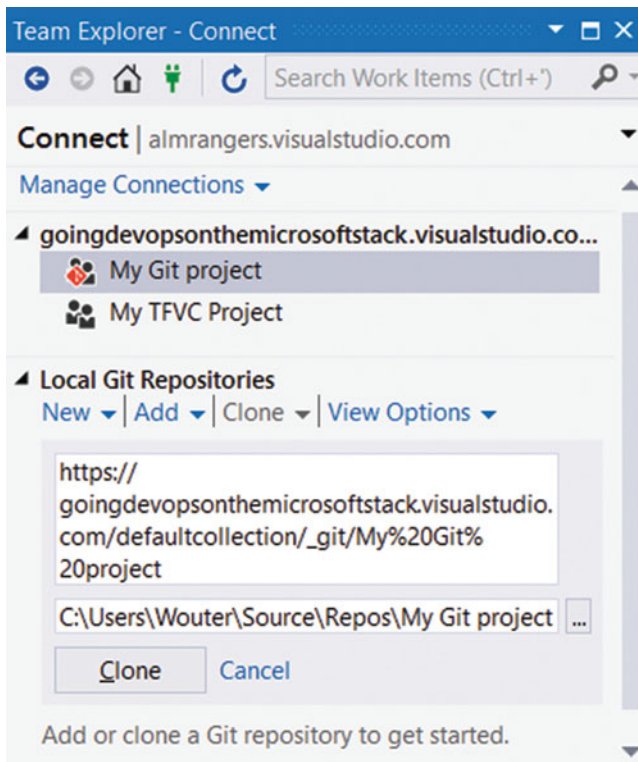 Team Explorer - Connect
Search Work Items (Ctrl+')
Connect | almrangers.visualstudio.com
Manage Connections
goingdevopsonthemicrosoftstack.visualstudio.co...
My Git project
My TFVC Project
Local Git Repositories
New | Add | Clone | View Options
https://
goingdevopsonthemicrosoftstack.visualstudio.
com/defaultcollection/_git/My%20Git%
20project
C:\Users\Wouter\Source\Repos\My Git project ...
Clone Cancel
Add or clone a Git repository to get started.